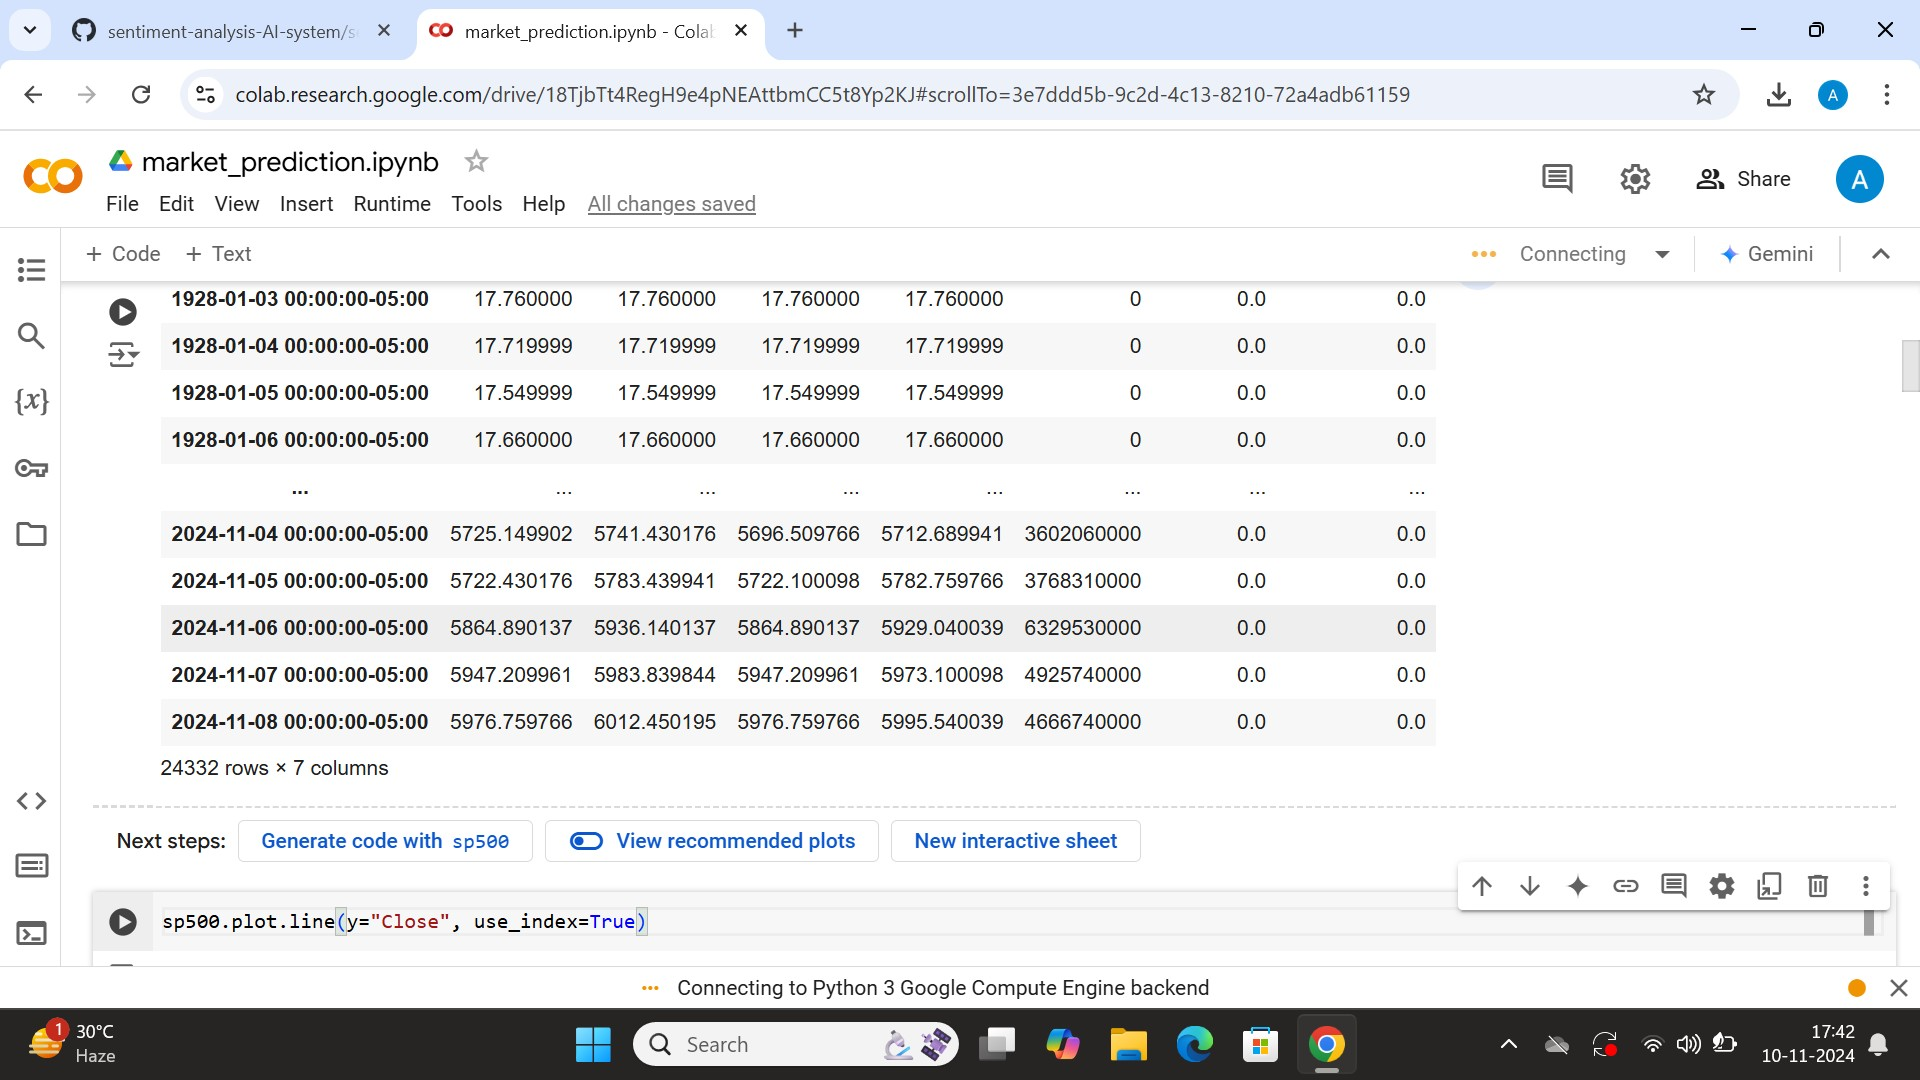 sentiment-analysis-AI-system/s
market_prediction.ipynb - Cola
colab.research.google.com/drive/18TjbTt4RegH9e4pNEAttbmCC5t8Yp2KJ#scrollTo=3e7ddd5b-9c2d-4c13-8210-72a4adb61159
A
market_prediction.ipynb
Share
A
File Edit View Insert Runtime Tools Help All changes saved
+ Code + Text
Connecting
Gemini
1928-01-03 00:00:00-05:00 17.760000 17.760000 17.760000 17.760000 0 0.0 0.0
1928-01-04 00:00:00-05:00 17.719999 17.719999 17.719999 17.719999 0 0.0 0.0
1928-01-05 00:00:00-05:00 17.549999 17.549999 17.549999 17.549999 0 0.0 0.0
1928-01-06 00:00:00-05:00 17.660000 17.660000 17.660000 17.660000 0 0.0 0.0
... ... ... ... ... ... ... ...
2024-11-04 00:00:00-05:00 5725.149902 5741.430176 5696.509766 5712.689941 3602060000 0.0 0.0
2024-11-05 00:00:00-05:00 5722.430176 5783.439941 5722.100098 5782.759766 3768310000 0.0 0.0
2024-11-06 00:00:00-05:00 5864.890137 5936.140137 5864.890137 5929.040039 6329530000 0.0 0.0
2024-11-07 00:00:00-05:00 5947.209961 5983.839844 5947.209961 5973.100098 4925740000 0.0 0.0
2024-11-08 00:00:00-05:00 5976.759766 6012.450195 5976.759766 5995.540039 4666740000 0.0 0.0
24332 rows × 7 columns
Next steps: Generate code with sp500 View recommended plots New interactive sheet
sp500.plot.line(y="Close", use_index=True)
Connecting to Python 3 Google Compute Engine backend
1
30°C
Haze
Search
17:42
10-11-2024